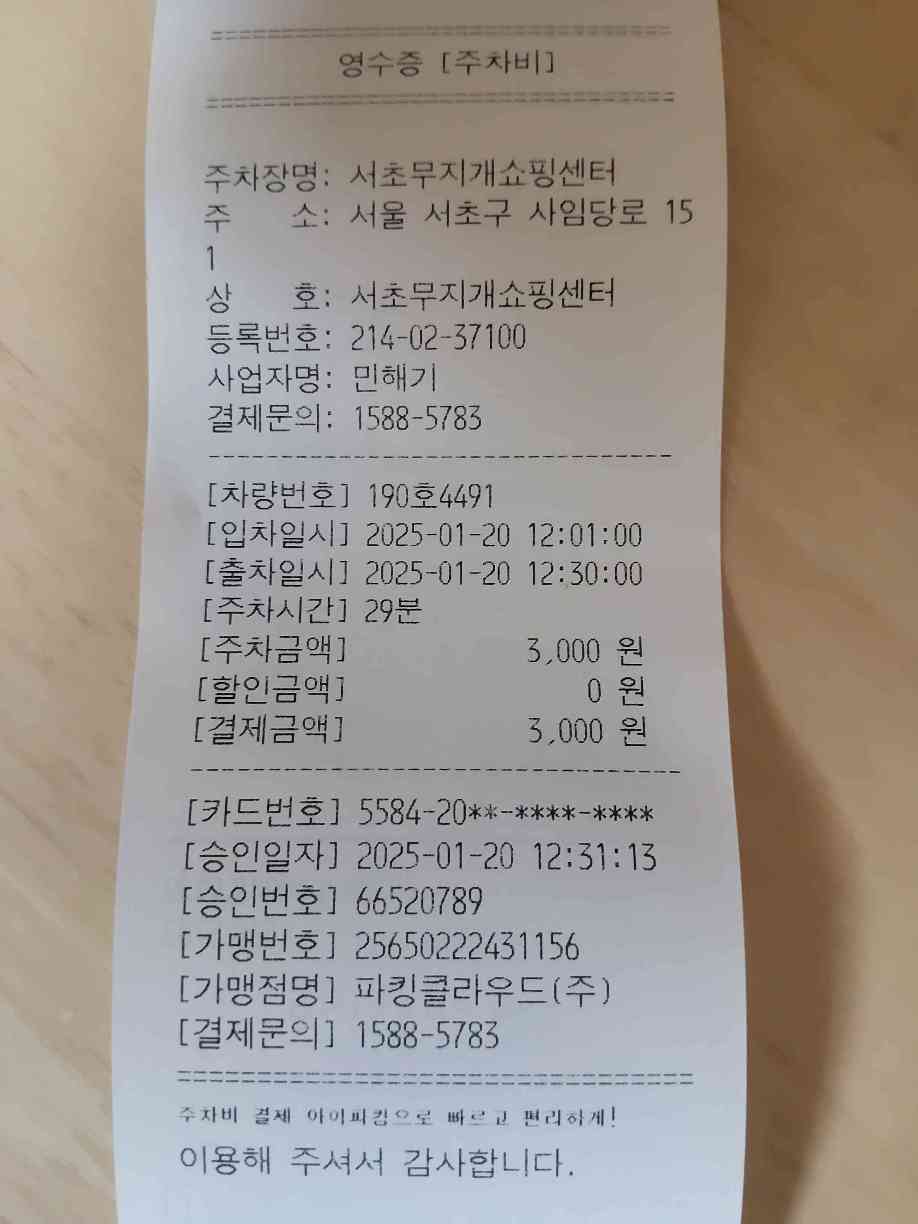 ================================
영수증 [주차비]
================================
주차장명: 서초무지개쇼핑센터
주 소: 서울 서초구 사임당로 15
1
상 호: 서초무지개쇼핑센터
등록번호: 214-02-37100
사업자명: 민해기
결제문의: 1588-5783
--------------------------------
[차량번호] 190호4491
[입차일시] 2025-01-20 12:01:00
[출차일시] 2025-01-20 12:30:00
[주차시간] 29분
[주차금액] 3,000 원
[할인금액] 0 원
[결제금액] 3,000 원
--------------------------------
[카드번호] 5584-20**-****-****
[승인일자] 2025-01-20 12:31:13
[승인번호] 66520789
[가맹번호] 25650222431156
[가맹점명] 파킹클라우드(주)
[결제문의] 1588-5783
================================
주차비 결제 아이파킹으로 빠르고 편리하게!
이용해 주셔서 감사합니다.